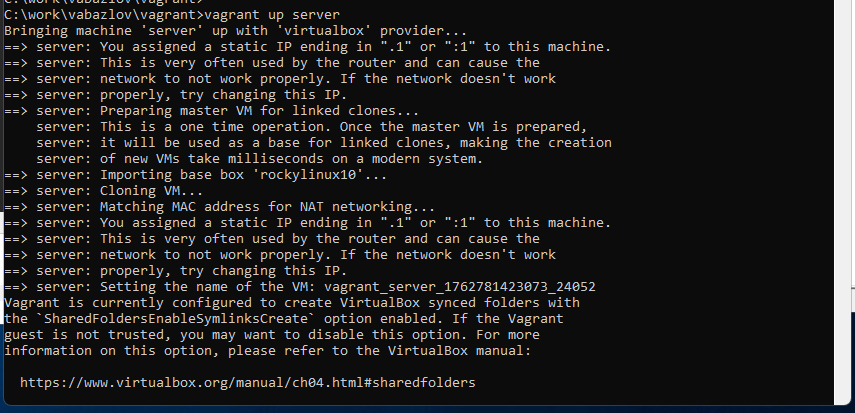 C:\work\vabazlov\vagrant>
C:\work\vabazlov\vagrant>vagrant up server
Bringing machine 'server' up with 'virtualbox' provider...
==> server: You assigned a static IP ending in ".1" or ":1" to this machine.
==> server: This is very often used by the router and can cause the
==> server: network to not work properly. If the network doesn't work
==> server: properly, try changing this IP.
==> server: Preparing master VM for linked clones...
    server: This is a one time operation. Once the master VM is prepared,
    server: it will be used as a base for linked clones, making the creation
    server: of new VMs take milliseconds on a modern system.
==> server: Importing base box 'rockylinux10'...
==> server: Cloning VM...
==> server: Matching MAC address for NAT networking...
==> server: You assigned a static IP ending in ".1" or ":1" to this machine.
==> server: This is very often used by the router and can cause the
==> server: network to not work properly. If the network doesn't work
==> server: properly, try changing this IP.
==> server: Setting the name of the VM: vagrant_server_1762781423073_24052
Vagrant is currently configured to create VirtualBox synced folders with
the `SharedFoldersEnableSymlinksCreate` option enabled. If the Vagrant
guest is not trusted, you may want to disable this option. For more
information on this option, please refer to the VirtualBox manual:
  https://www.virtualbox.org/manual/ch04.html#sharedfolders